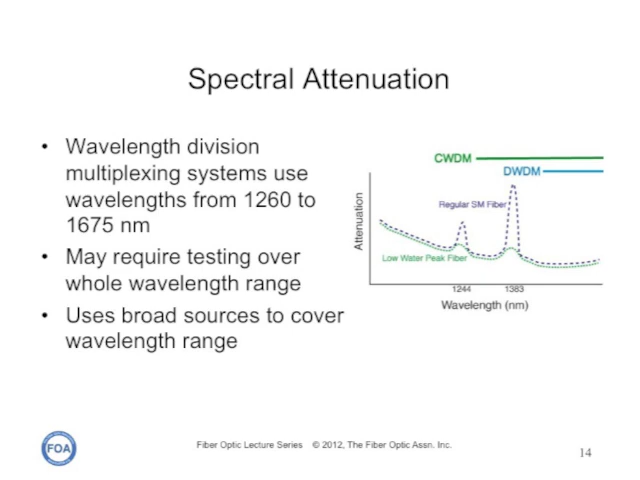 Spectral Attenuation
• Wavelength division
multiplexing systems use
wavelengths from 1260 to
1675 nm
• May require testing over
whole wavelength range
• Uses broad sources to cover
wavelength range
CWDM
DWDM
Attenuation
Regular SM Fiber
Low Water Peak Fiber
1244 1383
Wavelength (nm)
FOA
Fiber Optic Lecture Series © 2012, The Fiber Optic Assn. Inc.
14